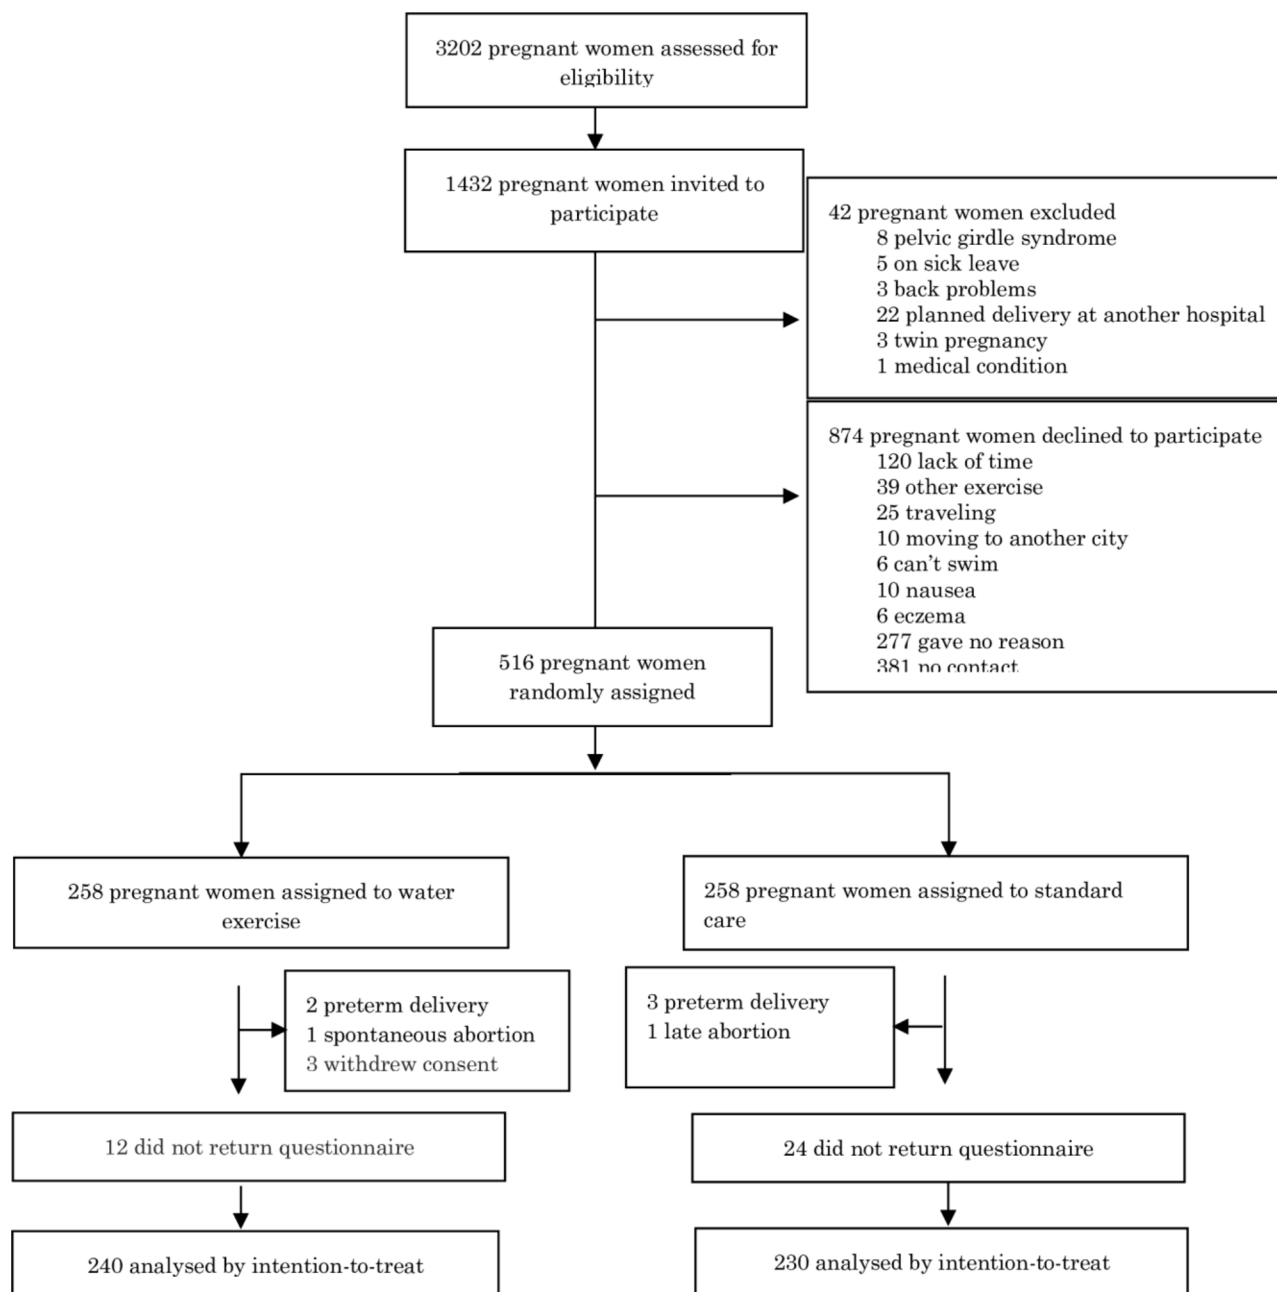 3202 pregnant women assessed for
eligibility
1432 pregnant women invited to
participate
42 pregnant women excluded
8 pelvic girdle syndrome
5 on sick leave
3 back problems
22 planned delivery at another hospital
3 twin pregnancy
1 medical condition
874 pregnant women declined to participate
120 lack of time
39 other exercise
25 traveling
10 moving to another city
6 can't swim
10 nausea
6 eczema
277 gave no reason
381 no contact
516 pregnant women
randomly assigned
258 pregnant women assigned to water
exercise
258 pregnant women assigned to standard
care
2 preterm delivery
1 spontaneous abortion
3 withdrew consent
3 preterm delivery
1 late abortion
12 did not return questionnaire
24 did not return questionnaire
240 analysed by intention-to-treat
230 analysed by intention-to-treat